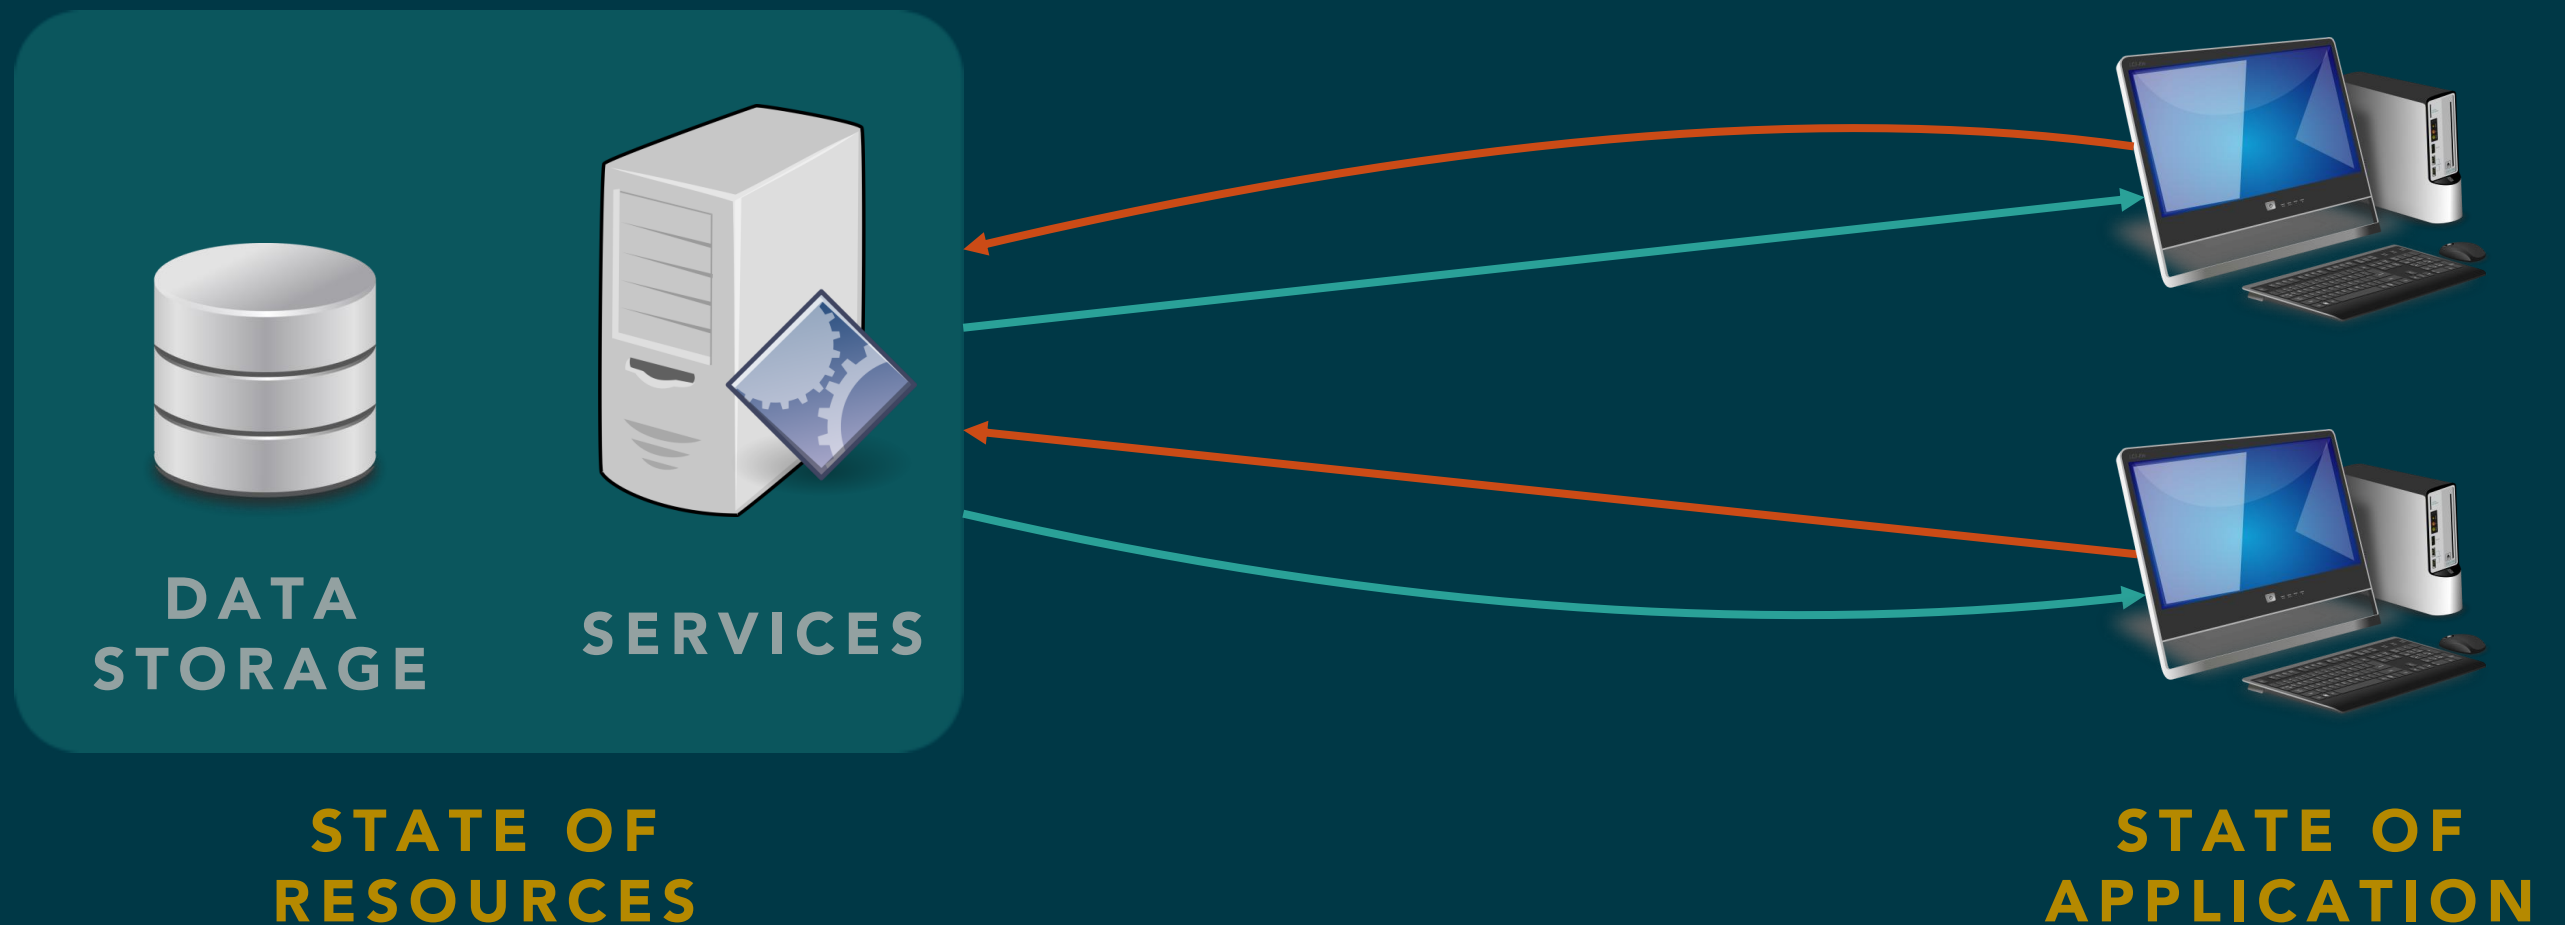 DATA
STORAGE
SERVICES
STATE OF
RESOURCES
STATE OF
APPLICATION